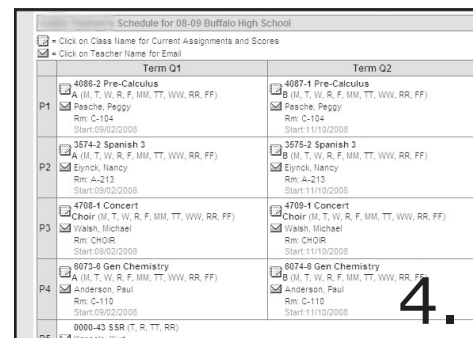 Schedule for 08-09 Buffalo High School
= Click on Class Name for Current Assignments and Scores
= Click on Teacher Name for Email
Term Q1 Term Q2
P1
4086-2 Pre-Calculus
A (M, T, W, R, F, MM, TT, WW, RR, FF)
Pasche, Peggy
Rm: C-104
Start:09/02/2008
4087-1 Pre-Calculus
B (M, T, W, R, F, MM, TT, WW, RR, FF)
Pasche, Peggy
Rm: C-104
Start:11/10/2008
P2
3574-2 Spanish 3
A (M, T, W, R, F, MM, TT, WW, RR, FF)
Eiynck, Nancy
Rm: A-213
Start:09/02/2008
3575-2 Spanish 3
B (M, T, W, R, F, MM, TT, WW, RR, FF)
Eiynck, Nancy
Rm: A-213
Start:11/10/2008
P3
4708-1 Concert
Choir (M, T, W, R, F, MM, TT, WW, RR, FF)
Walsh, Michael
Rm: CHOIR
Start:09/02/2008
4709-1 Concert
Choir (M, T, W, R, F, MM, TT, WW, RR, FF)
Walsh, Michael
Rm: CHOIR
Start:11/10/2008
P4
6073-6 Gen Chemistry
A (M, T, W, R, F, MM, TT, WW, RR, FF)
Anderson, Paul
Rm: C-110
Start:09/02/2008
6074-6 Gen Chemistry
B (M, T, W, R, F, MM, TT, WW, RR, FF)
Anderson, Paul
Rm: C-110
Start:11/10/2008
4.
0000-43 SSR (T, R, TT, RR)
P5